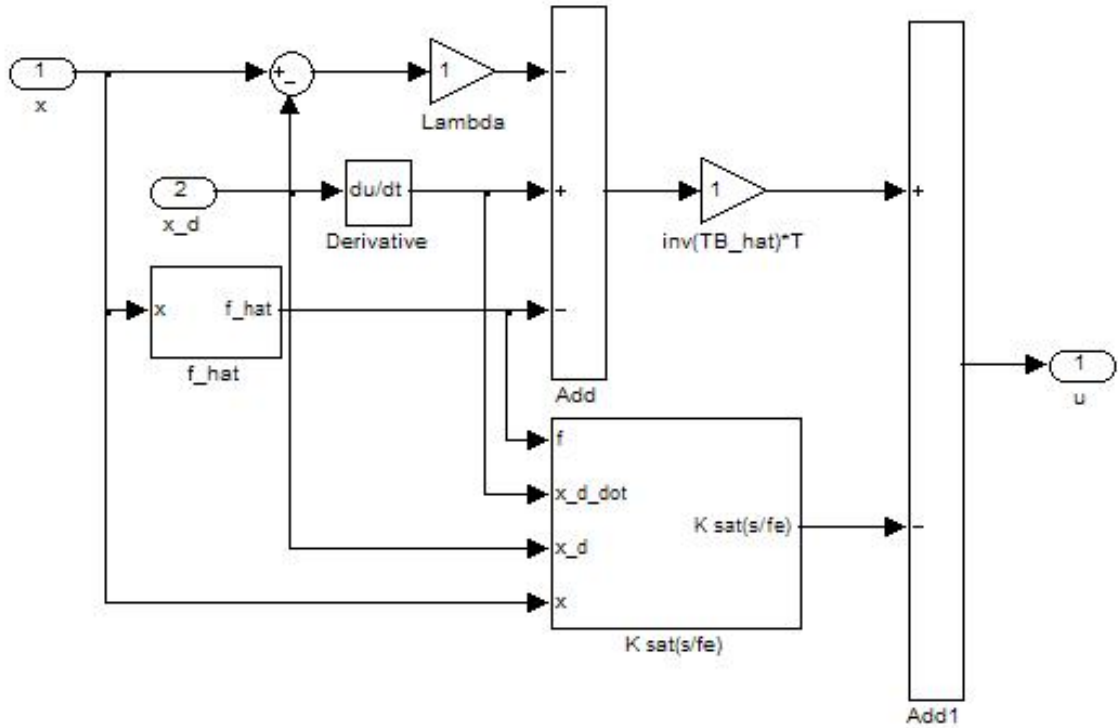 1
x
+
-
1
Lambda
-
2
x_d
du/dt
Derivative
+
1
inv(TB_hat)*T
+
x
f_hat
f_hat
-
Add
1
u
f
x_d_dot
x_d
x
K sat(s/fe)
-
K sat(s/fe)
Add1